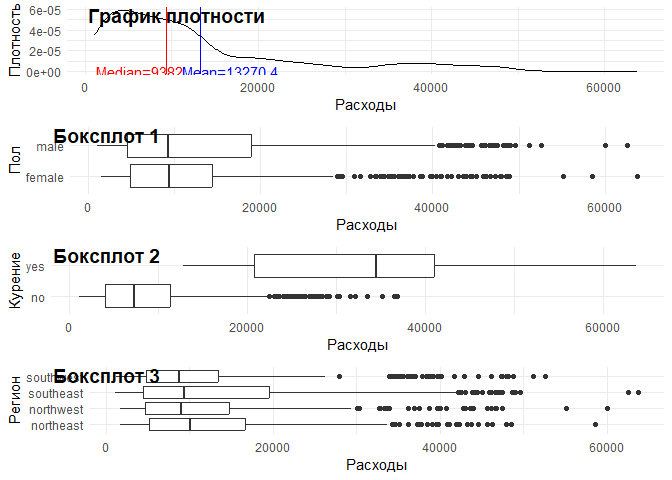 График плотности
Плотность
6e-05
4e-05
2e-05
0e+00
Median=9382
Mean=13270.4
0
20000
40000
60000
Расходы
Боксплот 1
Пол
male
female
0
20000
40000
60000
Расходы
Боксплот 2
Курение
yes
no
0
20000
40000
60000
Расходы
Боксплот 3
Регион
southwest
southeast
northwest
northeast
0
20000
40000
60000
Расходы